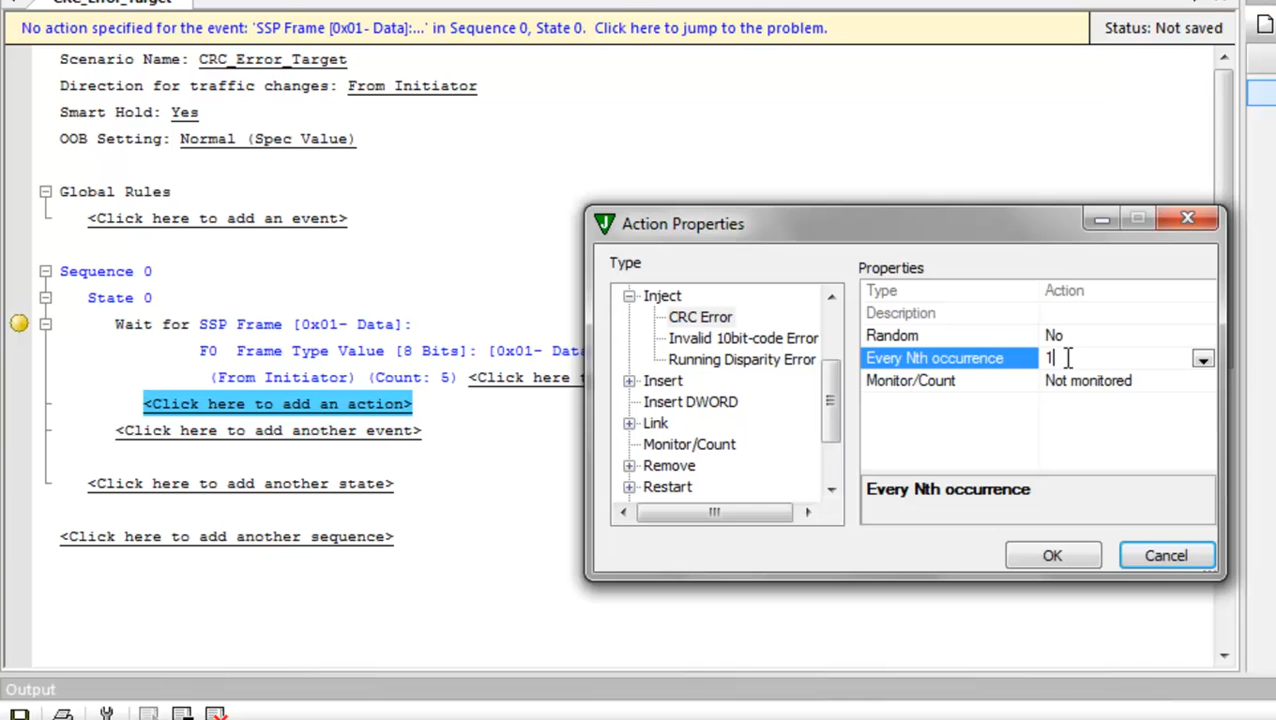 CRC_Error_Target
No action specified for the event: 'SSP Frame [0x01- Data]:...' in Sequence 0, State 0. Click here to jump to the problem.
Status: Not saved
Scenario Name: CRC_Error_Target
Direction for traffic changes: From Initiator
Smart Hold: Yes
OOB Setting: Normal (Spec Value)
Global Rules
<Click here to add an event>
Sequence 0
State 0
Wait for SSP Frame [0x01- Data]:
F0 Frame Type Value [8 Bits]: [0x01- Data
(From Initiator) (Count: 5) <Click here t
<Click here to add an action>
<Click here to add another event>
<Click here to add another state>
<Click here to add another sequence>
Action Properties
Type
Inject
CRC Error
Invalid 10bit-code Error
Running Disparity Error
Insert
Insert DWORD
Link
Monitor/Count
Remove
Restart
Properties
Type Action
Description
Random No
Every Nth occurrence 1
Monitor/Count Not monitored
Every Nth occurrence
OK
Cancel
Output